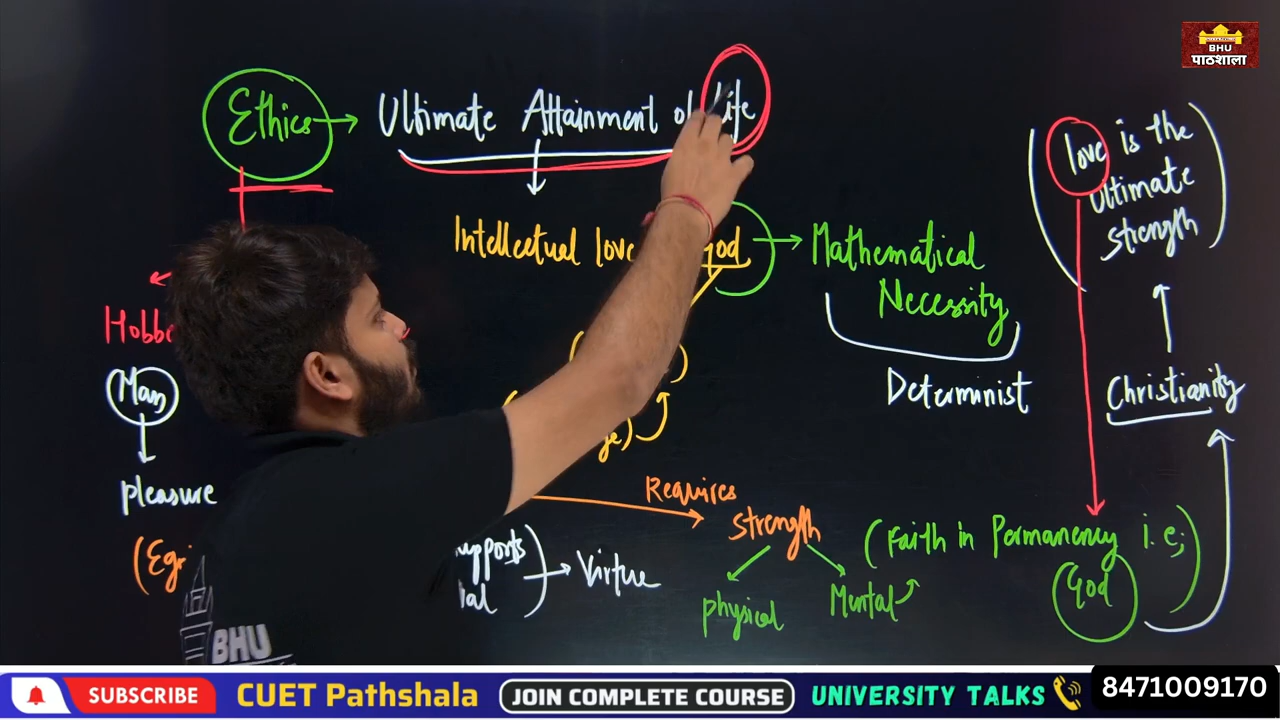 BHU
पाठशाला
Ethics → Ultimate Attainment of life
love is the
Ultimate
strength
Intellectual love God → Mathematical
Necessity
Determinist
Hobbe
Man
pleasure
Christianity
Requires
Strength
physical
Mental
(Faith in Permanency i.e;
God)
→ Virtue
BHU
SUBSCRIBE
CUET Pathshala
JOIN COMPLETE COURSE
UNIVERSITY TALKS
8471009170